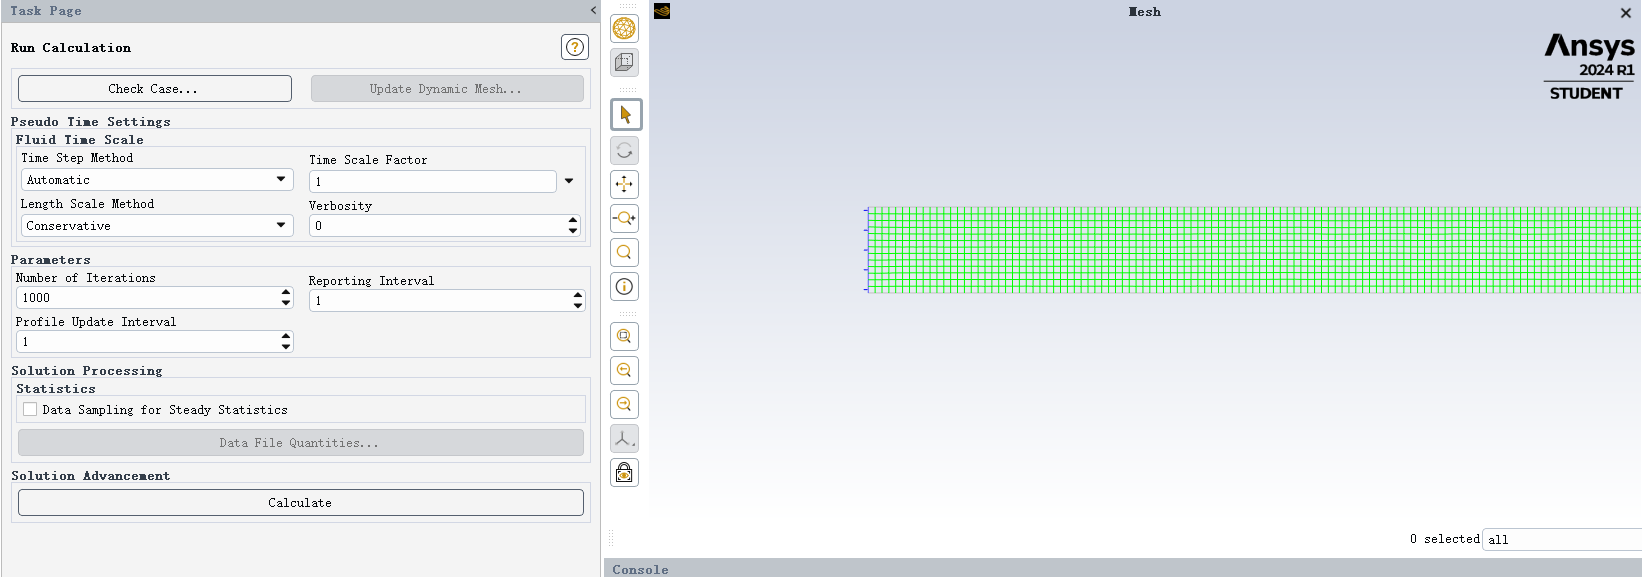 Task Page
Run Calculation
Check Case...
Update Dynamic Mesh...
Pseudo Time Settings
Fluid Time Scale
Time Step Method
Time Scale Factor
Automatic
1
Length Scale Method
Verbosity
Conservative
0
Parameters
Number of Iterations
Reporting Interval
1000
1
Profile Update Interval
1
Solution Processing
Statistics
Data Sampling for Steady Statistics
Data File Quantities...
Solution Advancement
Calculate
Mesh
Ansys
2024 R1
STUDENT
0 selected
all
Console